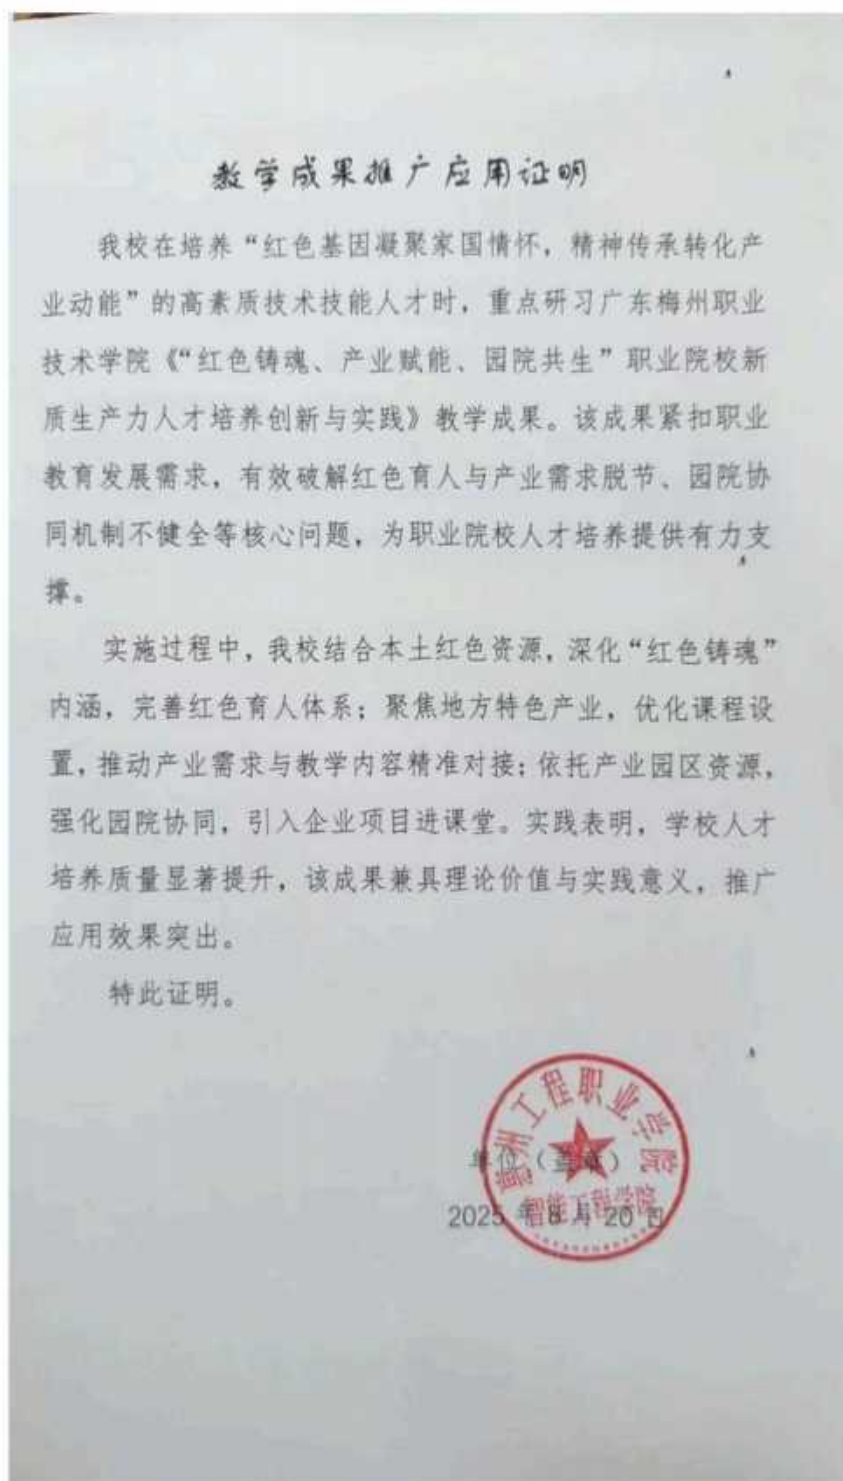 教学成果推广应用证明
我校在培养“红色基因凝聚家国情怀，精神传承转化产
业动能”的高素质技术技能人才时，重点研习广东梅州职业
技术学院《“红色铸魂、产业赋能、园院共生”职业院校新
质生产力人才培养创新与实践》教学成果。该成果紧扣职业
教育发展需求，有效破解红色育人与产业需求脱节、园院协
同机制不健全等核心问题，为职业院校人才培养提供有力支
撑。
实施过程中，我校结合本土红色资源，深化“红色铸魂”
内涵，完善红色育人体系；聚焦地方特色产业，优化课程设
置，推动产业需求与教学内容精准对接；依托产业园区资源，
强化园院协同，引入企业项目进课堂。实践表明，学校人才
培养质量显著提升，该成果兼具理论价值与实践意义，推广
应用效果突出。
特此证明。
惠州工程职业学院
单位（盖章）
智能工程学院
2025 年 8 月 20 日